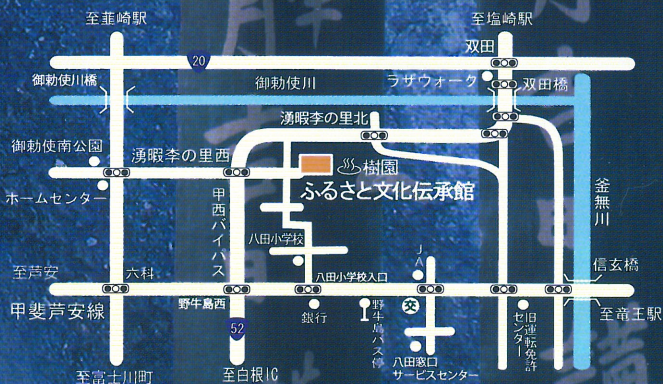 至韮崎駅
至塩崎駅
双田
20
御勅使川橋
御勅使川
ラザウォーク
双田橋
湧暇李の里北
御勅使南公園
湧暇李の里西
樹園
ホームセンター
ふるさと文化伝承館
甲西バイパス
釜無川
八田小学校
JA
信玄橋
至芦安
六科
八田小学校入口
甲斐芦安線
野牛島西
銀行
野牛島バス停
交
旧運転免許センター
至竜王駅
52
八田窓口
サービスセンター
至富士川町
至白根IC